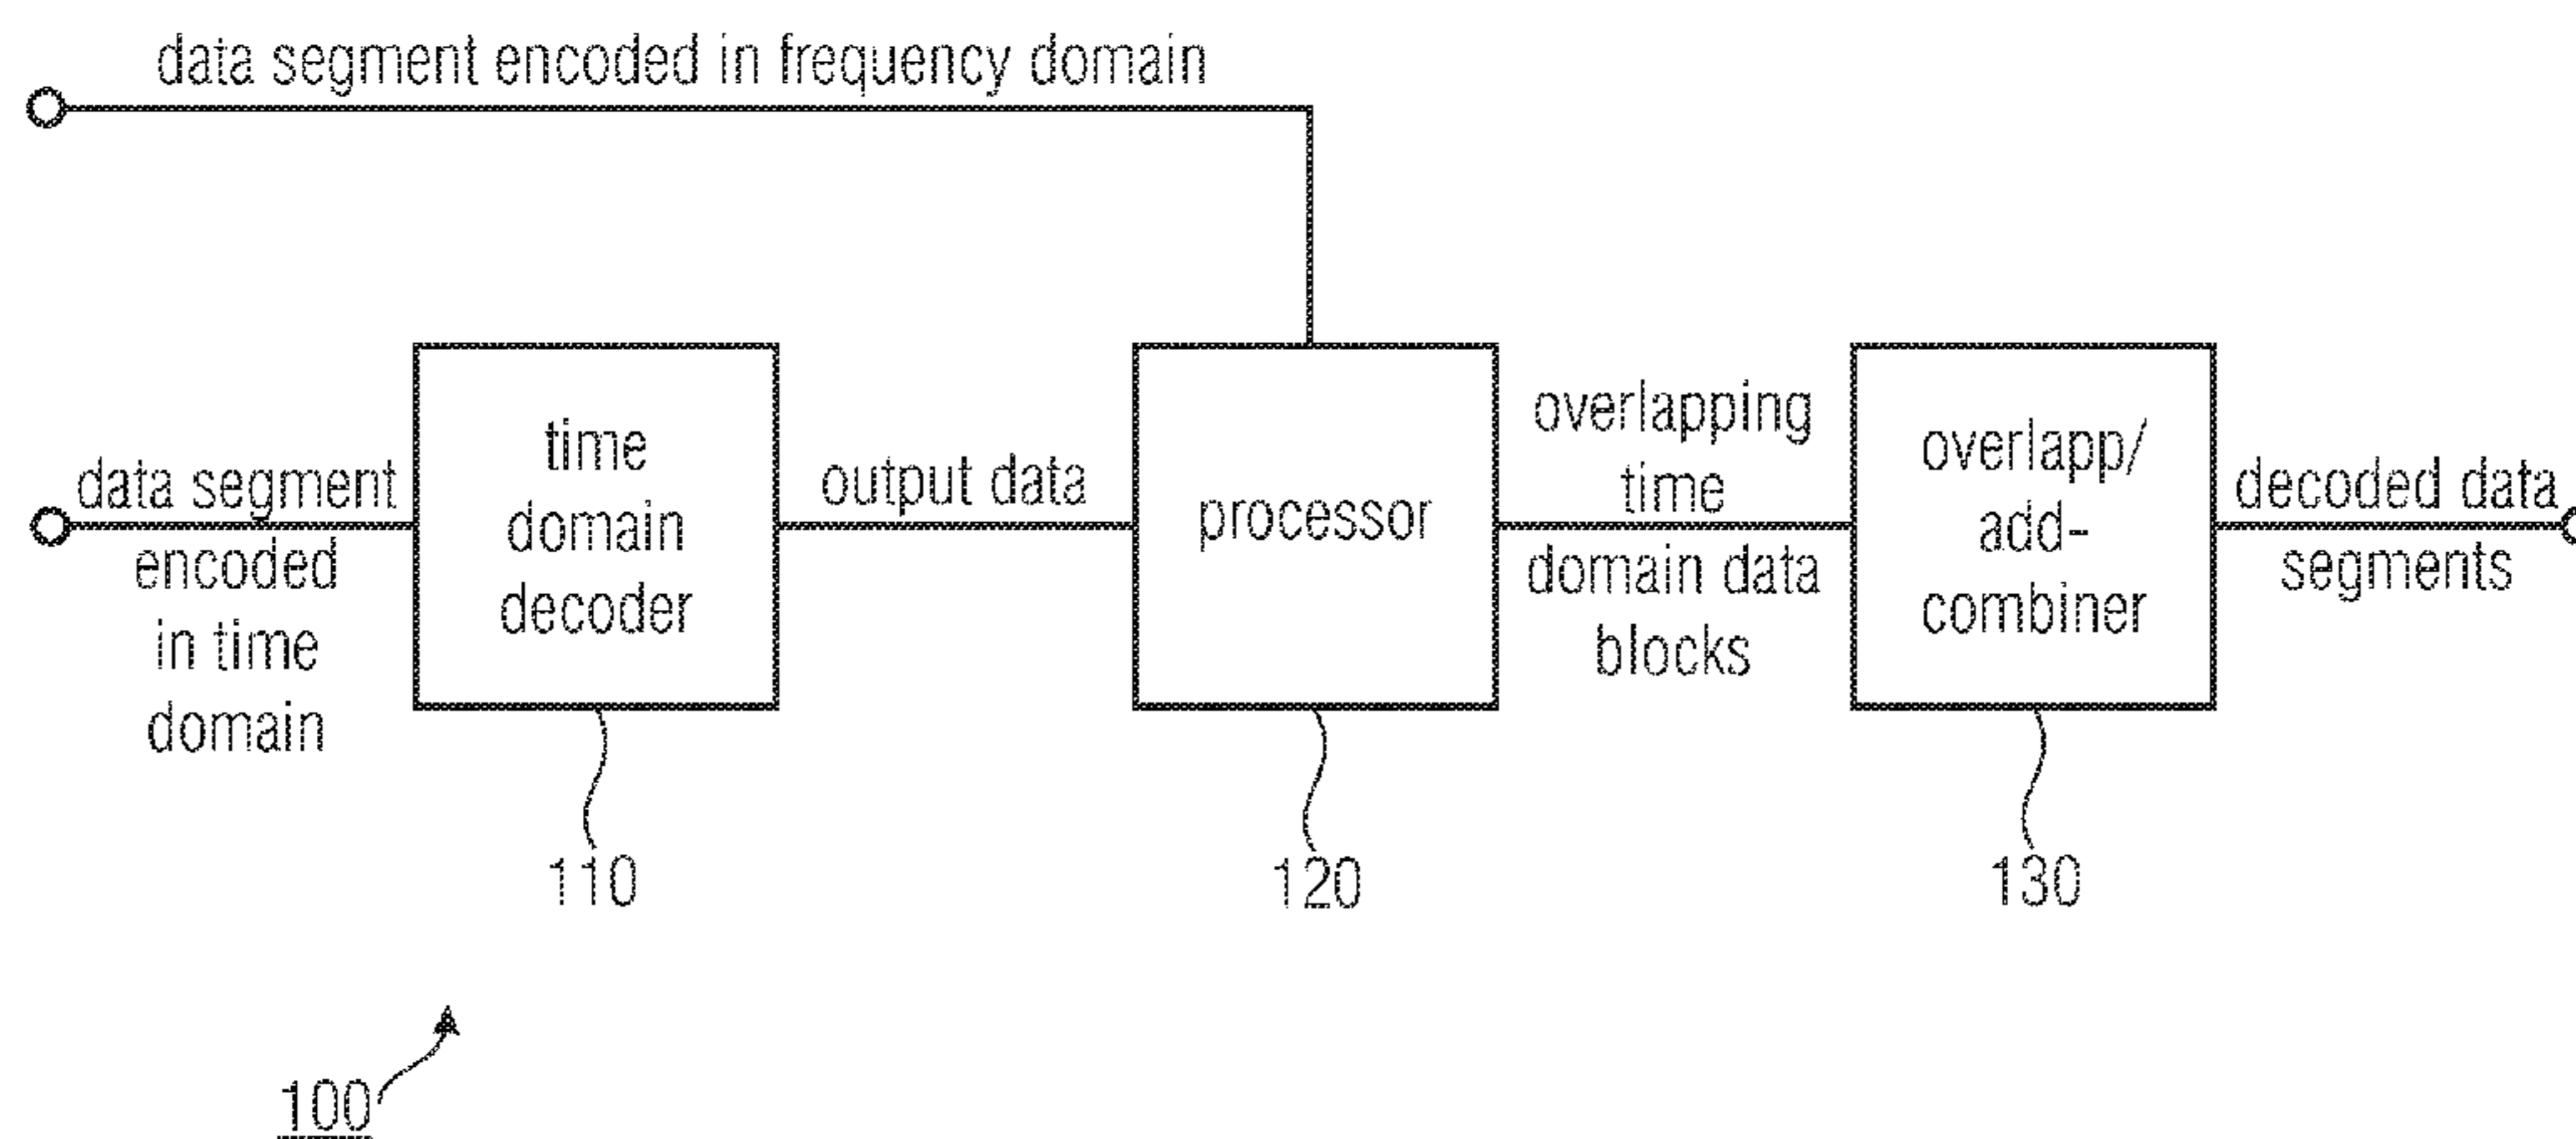 data segment encoded in frequency domain
data segment
encoded
in time
domain
time
domain
decoder
output data
processor
overlapping
time
domain data
blocks
overlapp/
add-
combiner
decoded data
segments
110
120
130
100